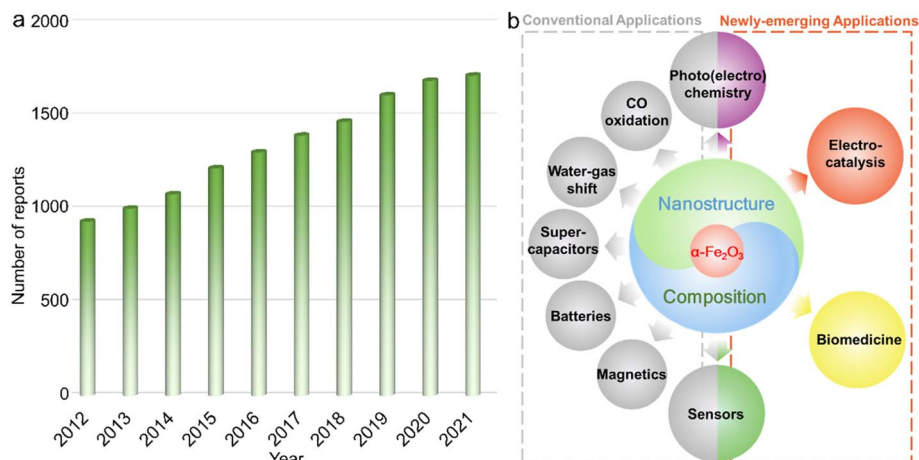 a
2000
1500
1000
500
0
Number of reports
2012
2013
2014
2015
2016
2017
2018
2019
2020
2021
Year
b
Conventional Applications
Newly-emerging Applications
Photo(electro)
chemistry
CO
oxidation
Water-gas
shift
Super-
capacitors
Batteries
Magnetics
Sensors
Electro-
catalysis
Biomedicine
Nanostructure
α-Fe₂O₃
Composition